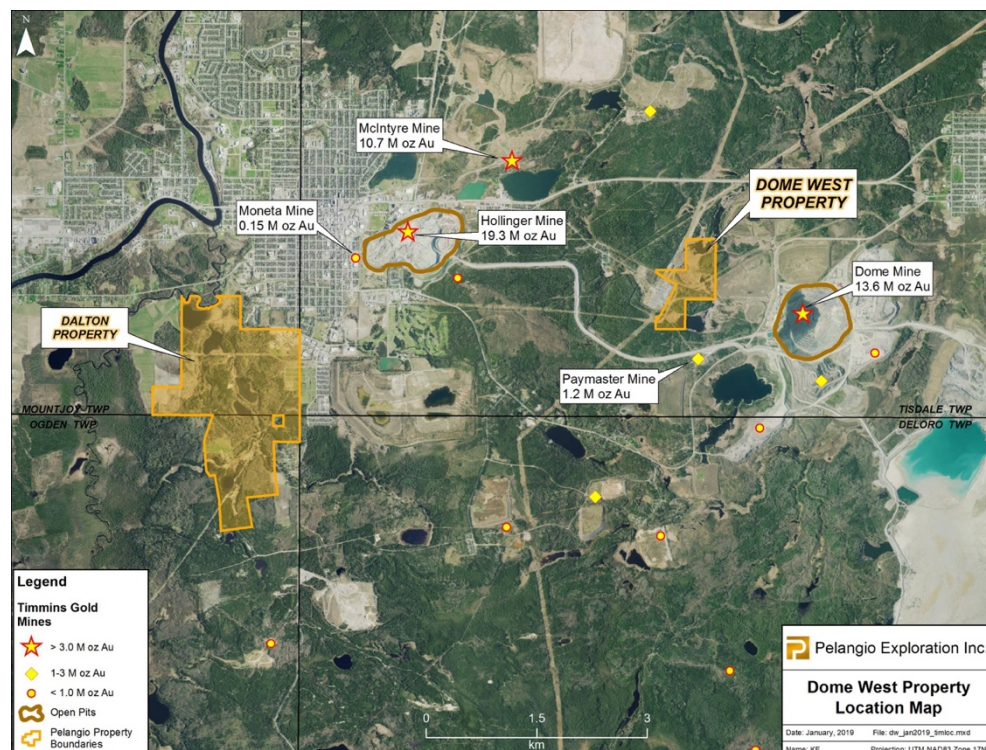 N
McIntyre Mine
10.7 M oz Au
DOME WEST
PROPERTY
Moneta Mine
0.15 M oz Au
Hollinger Mine
19.3 M oz Au
Dome Mine
13.6 M oz Au
DALTON
PROPERTY
Paymaster Mine
1.2 M oz Au
MOUNTJOY TWP
OGDEN TWP
TISDALE TWP
DELORO TWP
Legend
Timmins Gold
Mines
> 3.0 M oz Au
1-3 M oz Au
< 1.0 M oz Au
Open Pits
Pelangio Property
Boundaries
0 1.5 3
km
Pelangio Exploration Inc.
Dome West Property
Location Map
Date: January, 2019 File: dw_jan2019_timloc.mxd
Name: KF Projection: UTM NAD83 Zone 17N